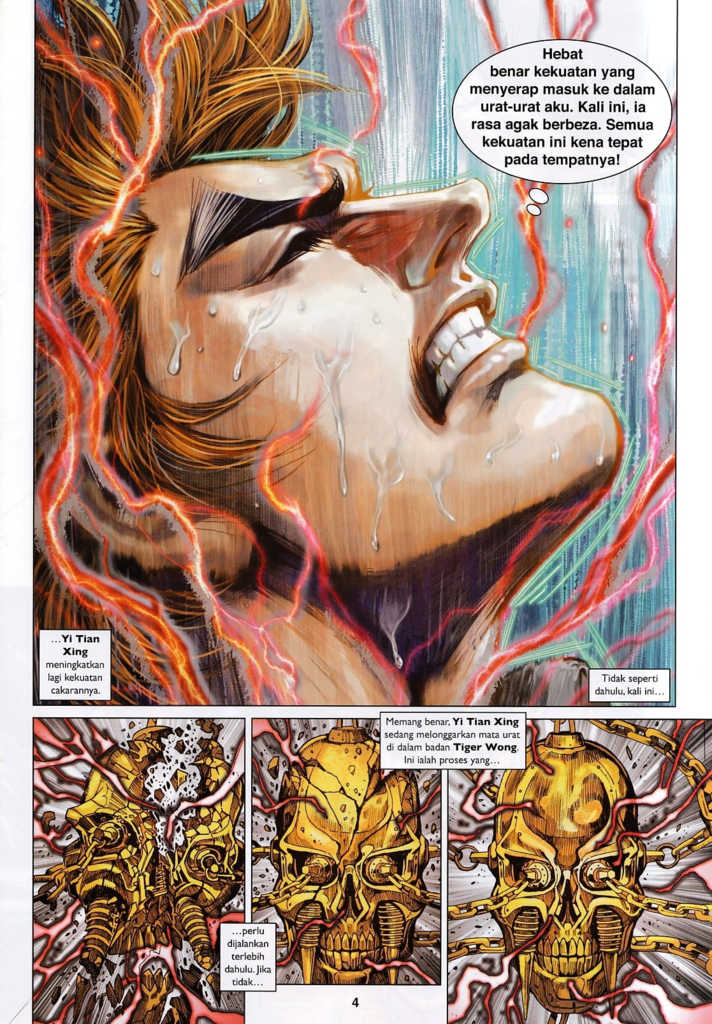 Hebat
benar kekuatan yang
menyerap masuk ke dalam
urat-urat aku. Kali ini, ia
rasa agak berbeza. Semua
kekuatan ini kena tepat
pada tempatnya!
...Yi Tian
Xing
meningkatkan
lagi kekuatan
cakarannya.
Tidak seperti
dahulu, kali ini...
Memang benar, Yi Tian Xing
sedang melonggarkan mata urat
di dalam badan Tiger Wong.
Ini ialah proses yang...
...perlu
dijalankan
terlebih
dahulu. Jika
tidak...
4